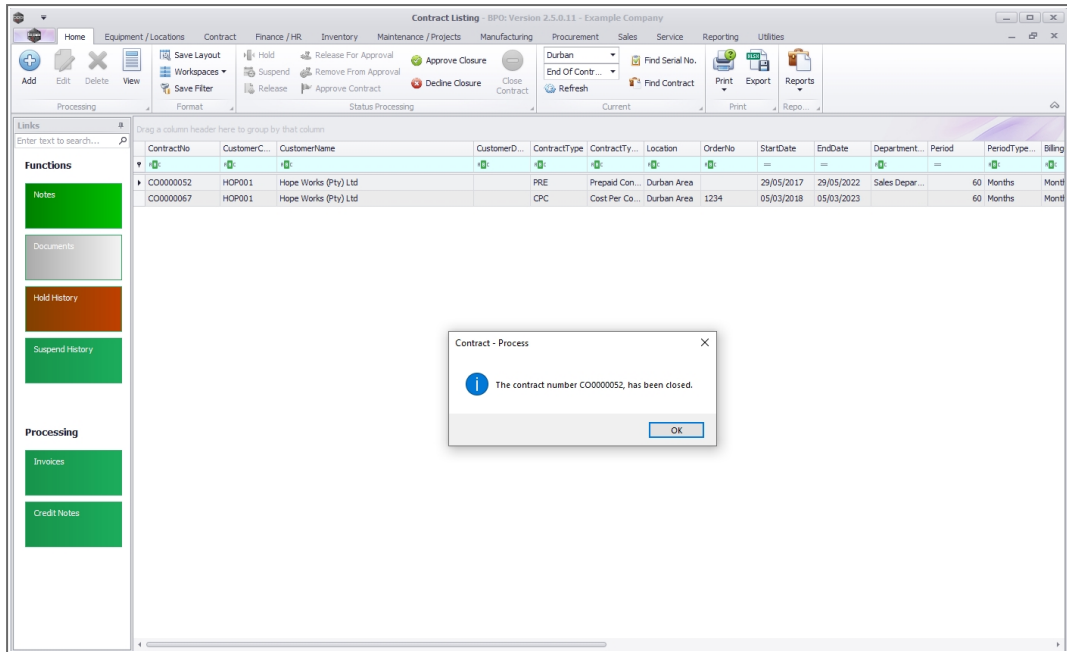 Contract Listing - BPO: Version 2.5.0.11 - Example Company
Home Equipment / Locations Contract Finance / HR Inventory Maintenance / Projects Manufacturing Procurement Sales Service Reporting Utilities
Add
Edit
Delete
View
Processing
Save Layout
Workspaces
Save Filter
Format
Hold
Suspend
Release
Release For Approval
Remove From Approval
Approve Contract
Approve Closure
Decline Closure
Close Contract
Status Processing
Durban
End Of Contr...
Refresh
Find Serial No.
Find Contract
Current
Print
Export
Print
Reports
Repo...
Links
Enter text to search...
Functions
Notes
Documents
Hold History
Suspend History
Processing
Invoices
Credit Notes
Drag a column header here to group by that column
ContractNo CustomerC... CustomerName CustomerD... ContractType ContractTy... Location OrderNo StartDate EndDate Department... Period PeriodType... Billing
CO0000052 HOP001 Hope Works (Pty) Ltd PRE Prepaid Con... Durban Area 29/05/2017 29/05/2022 Sales Depar... 60 Months Month
CO0000067 HOP001 Hope Works (Pty) Ltd CPC Cost Per Co... Durban Area 1234 05/03/2018 05/03/2023 60 Months Month
Contract - Process
The contract number CO0000052, has been closed.
OK